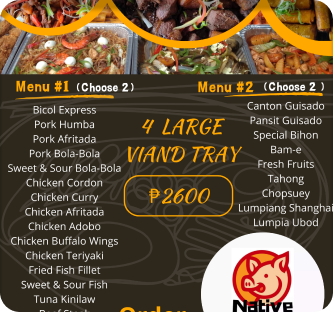 Menu #1 (Choose 2)
Bicol Express
Pork Humba
Pork Afritada
Pork Bola-Bola
Sweet & Sour Bola-Bola
Chicken Cordon
Chicken Curry
Chicken Afritada
Chicken Adobo
Chicken Buffalo Wings
Chicken Teriyaki
Fried Fish Fillet
Sweet & Sour Fish
Tuna Kinilaw
4 LARGE
VIAND TRAY
₱2600
Menu #2 (Choose 2)
Canton Guisado
Pansit Guisado
Special Bihon
Bam-e
Fresh Fruits
Tahong
Chopsuey
Lumpiang Shanghai
Lumpia Ubod
Native